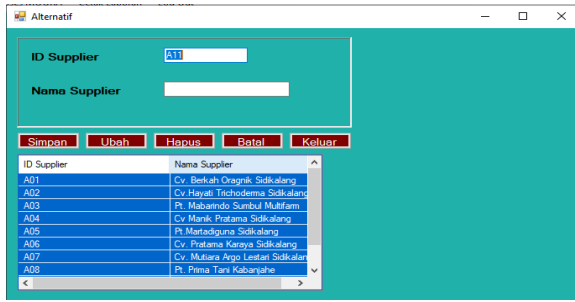 Alternatif
ID Supplier A11
Nama Supplier
Simpan Ubah Hapus Batal Keluar
ID Supplier Nama Supplier
A01 Cv. Berkah Oragnik Sidikalang
A02 Cv.Hayati Trichoderma Sidikalang
A03 Pt. Mabarindo Sumbul Multifarm
A04 Cv Manik Pratama Sidikalang
A05 Pt.Martadiguna Sidikalang
A06 Cv. Pratama Karaya Sidikalang
A07 Cv. Mutiara Argo Lestari Sidikalan
A08 Pt. Prima Tani Kabanjahe